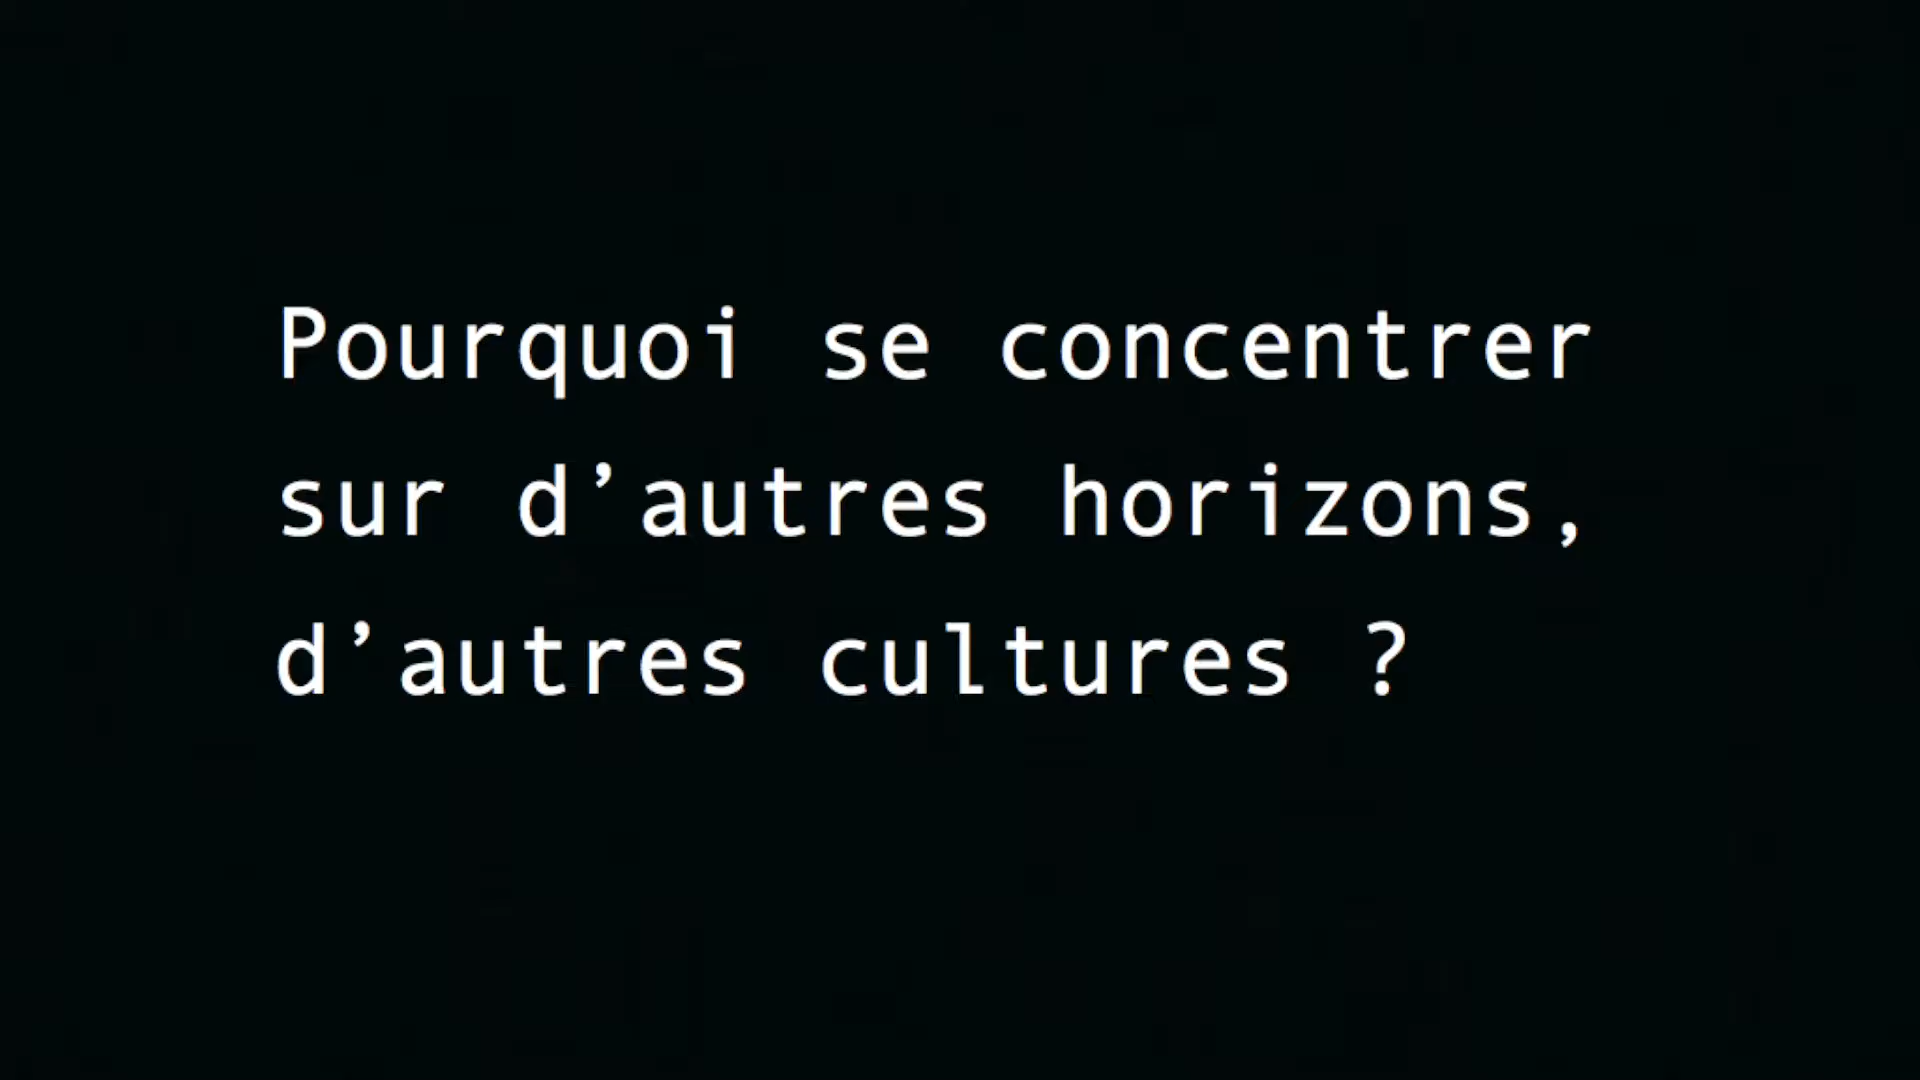 Pourquoi se concentrer
sur d’autres horizons,
d’autres cultures ?